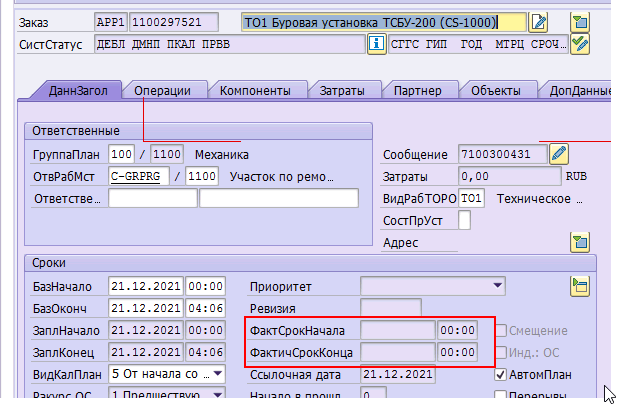 Заказ APP1 1100297521 ТО1 Буровая установка ТСБУ-200 (CS-1000)
СистСтатус ДЕБЛ ДМНП ПКАЛ ПРВВ СГГС ГИП ГОД МТРЦ СРОЧ…
ДаннЗагол Операции Компоненты Затраты Партнер Объекты ДопДанные
Ответственные
ГруппаПлан 100 / 1100 Механика Сообщение 7100300431
ОтвРабМст C-GRPRG / 1100 Участок по ремо… Затраты 0,00 RUB
Ответстве… ВидРабТОРО ТО1 Техническое …
СостПрУст
Адрес
Сроки
БазНачало 21.12.2021 00:00 Приоритет
БазОконч 21.12.2021 04:06 Ревизия
ЗаплНачало 21.12.2021 00:00 ФактСрокНачала 00:00 Смещение
ЗаплКонец 21.12.2021 04:06 ФактичСрокКонца 00:00 Инд.: ОС
ВидКалПлан 5 От начала со … Ссылочная дата 21.12.2021 АвтомПлан
Ракурс ОС 1 Предшествую… Начало в прошл 0 Перерывы